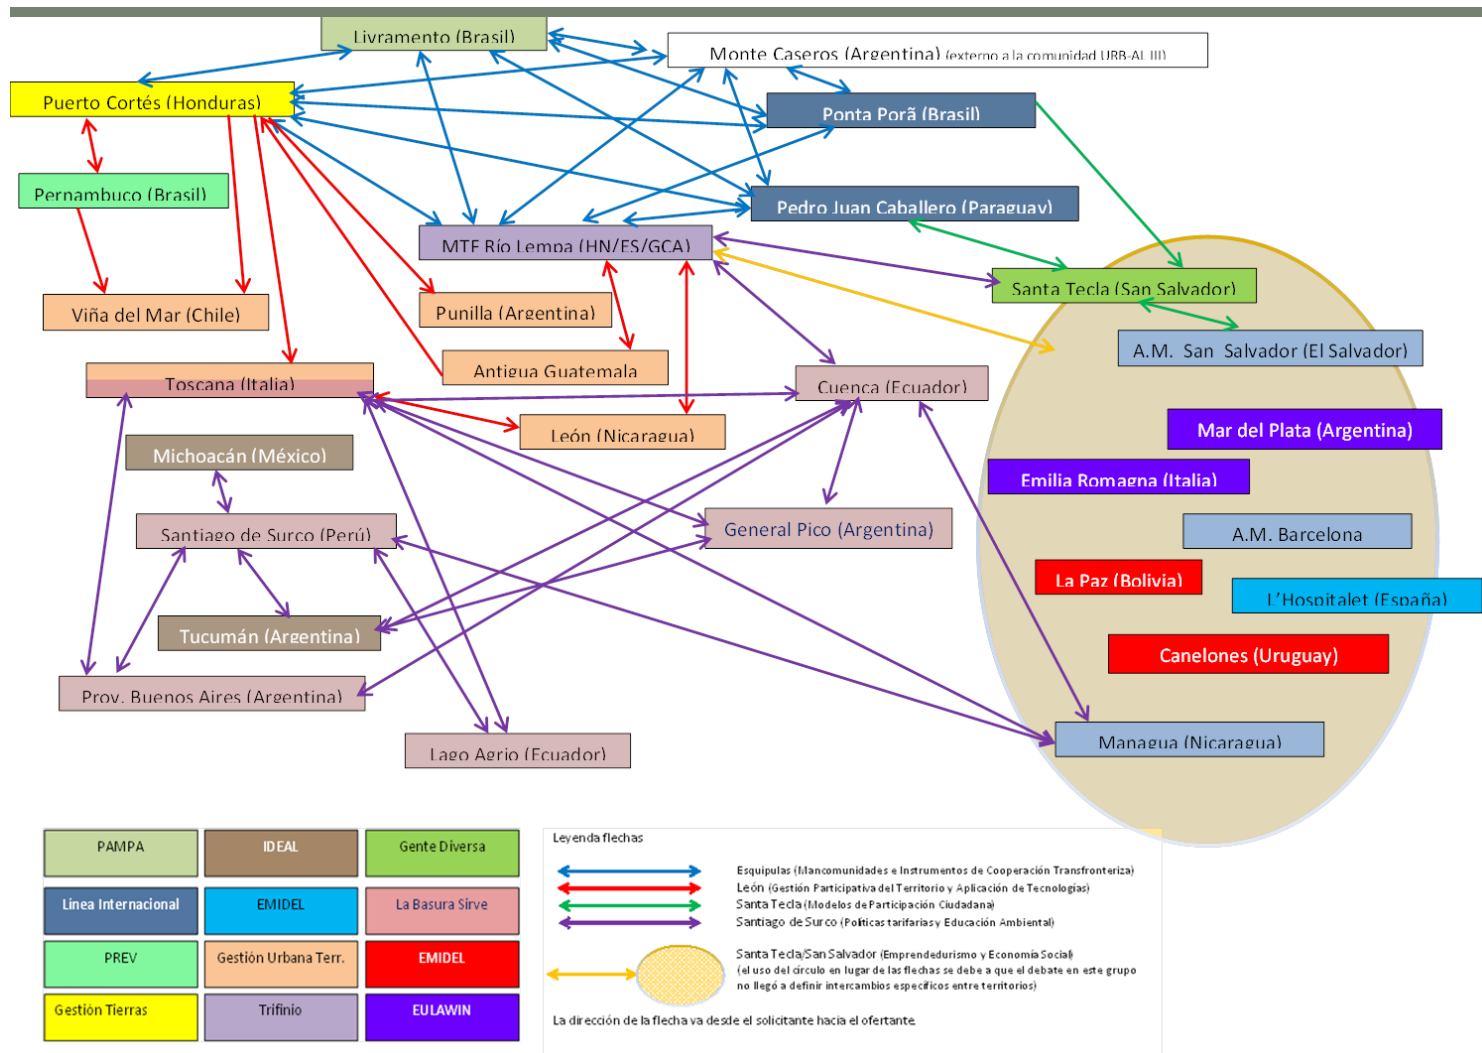 Livramento (Brasil)
Monte Caseros (Argentina) (externo a la comunidad URB-AL III)
Puerto Cortés (Honduras)
Ponta Porã (Brasil)
Pernambuco (Brasil)
Pedro Juan Caballero (Paraguay)
MTF Río Lempa (HN/ES/GCA)
Santa Tecla (San Salvador)
Viña del Mar (Chile)
Punilla (Argentina)
A.M. San Salvador (El Salvador)
Antigua Guatemala
Toscana (Italia)
Cuenca (Ecuador)
León (Nicaragua)
Mar del Plata (Argentina)
Michoacán (México)
Emilia Romagna (Italia)
Santiago de Surco (Perú)
General Pico (Argentina)
A.M. Barcelona
La Paz (Bolivia)
L'Hospitalet (España)
Tucumán (Argentina)
Canelones (Uruguay)
Prov. Buenos Aires (Argentina)
Lago Agrio (Ecuador)
Managua (Nicaragua)
PAMPA
IDEAL
Gente Diversa
Linea Internacional
EMIDEL
La Basura Sirve
PREV
Gestión Urbana Terr.
EMIDEL
Gestión Tierras
Trifinio
EULAWIN
Leyenda flechas
Esquipulas (Mancomunidades e Instrumentos de Cooperación Transfronteriza)
León (Gestión Participativa del Territorio y Aplicación de Tecnologías)
Santa Tecla (Modelos de Participación Ciudadana)
Santiago de Surco (Políticas tarifarias y Educación Ambiental)
Santa Tecla/San Salvador (Emprendedurismo y Economía Social)
(el uso del círculo en lugar de las flechas se debe a que el debate en este grupo
no llegó a definir intercambios específicos entre territorios)
La dirección de la flecha va desde el solicitante hacia el ofertante.